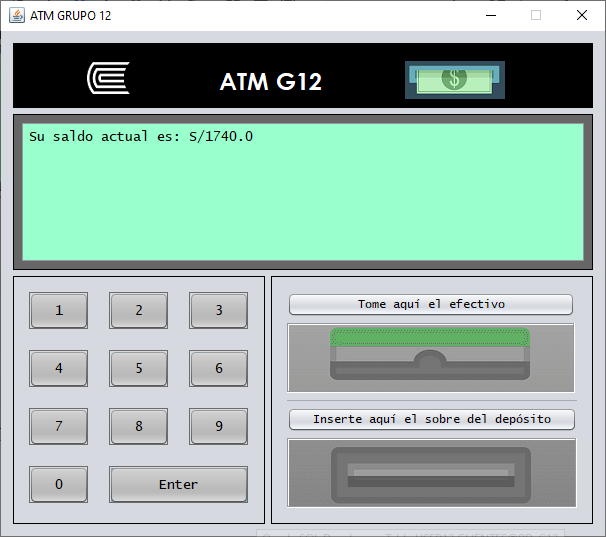 ATM GRUPO 12
ATM G12
$
Su saldo actual es: S/1740.0
1 2 3
4 5 6
7 8 9
0 Enter
Tome aquí el efectivo
Inserte aquí el sobre del depósito